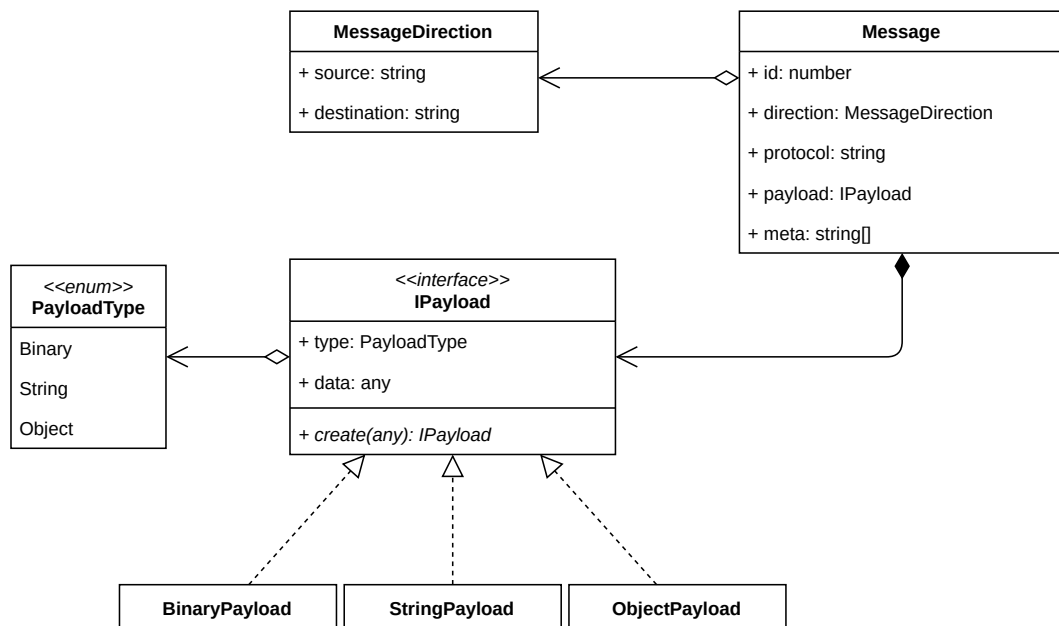 MessageDirection
+ source: string
+ destination: string
Message
+ id: number
+ direction: MessageDirection
+ protocol: string
+ payload: IPayload
+ meta: string[]
<<enum>>
PayloadType
Binary
String
Object
<<interface>>
IPayload
+ type: PayloadType
+ data: any
+ create(any): IPayload
BinaryPayload
StringPayload
ObjectPayload